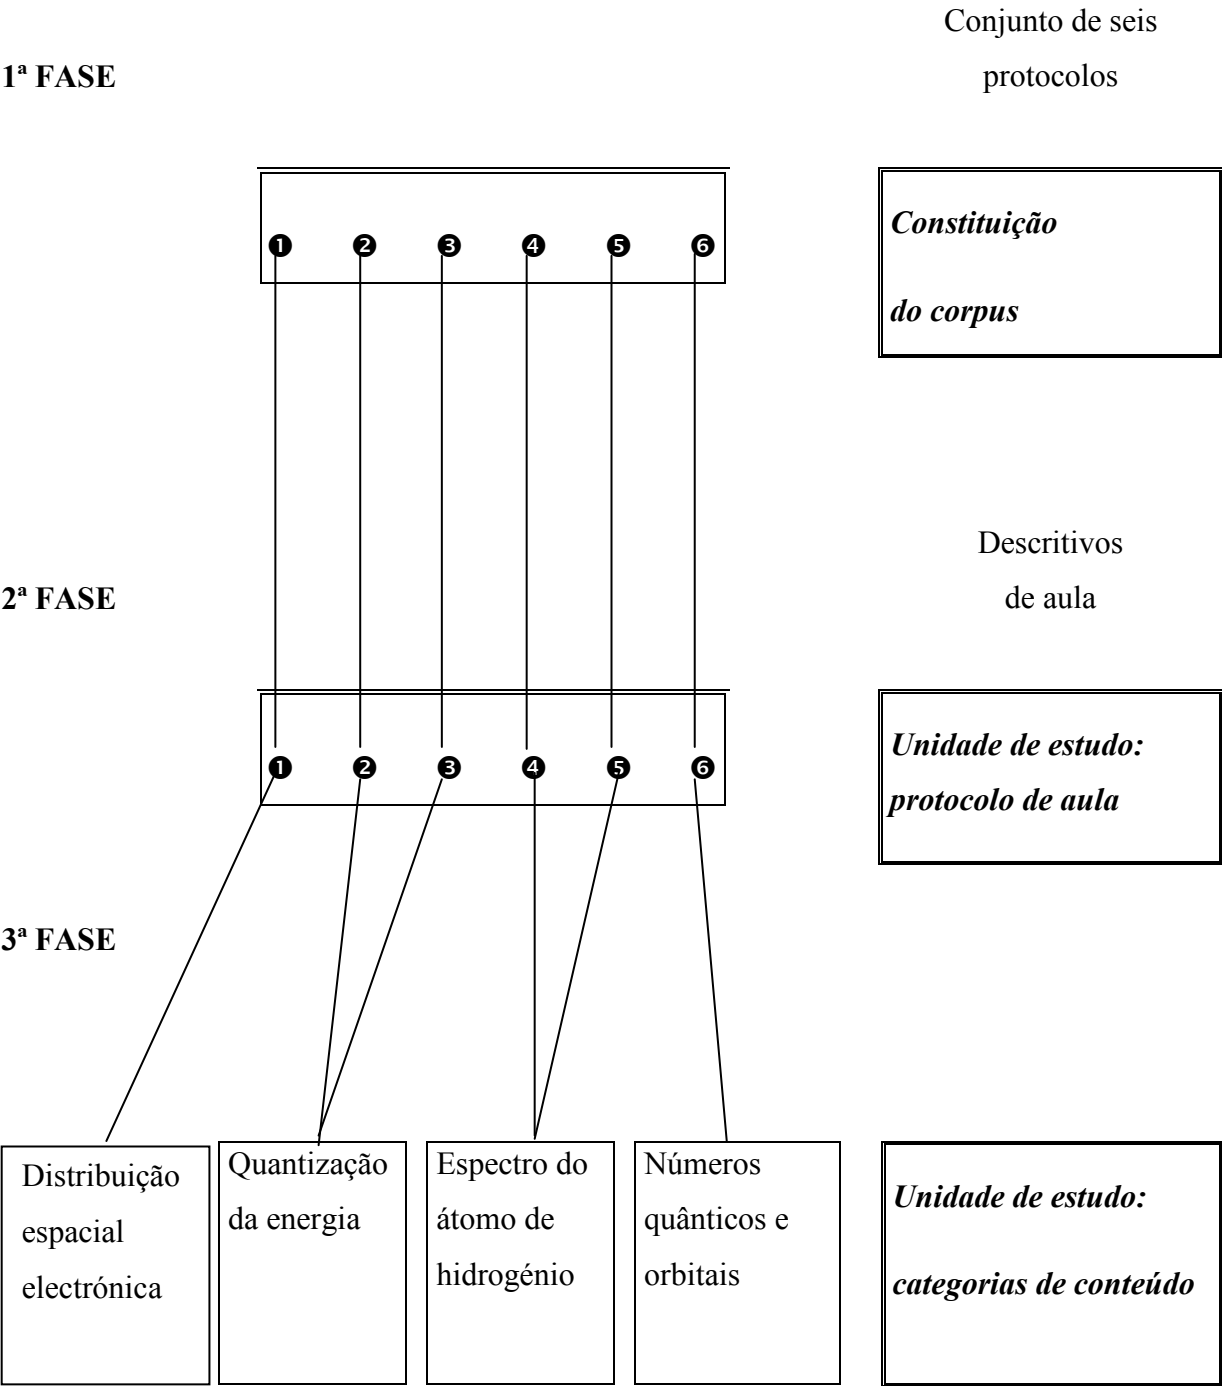 Conjunto de seis
1ª FASE
protocolos
Constituição
❶ ❷ ❸ ❹ ❺ ❻
do corpus
Descritivos
2ª FASE
de aula
Unidade de estudo:
❶ ❷ ❸ ❹ ❺ ❻
protocolo de aula
3ª FASE
Distribuição
espacial
electrónica
Quantização
da energia
Espectro do
átomo de
hidrogénio
Números
quânticos e
orbitais
Unidade de estudo:
categorias de conteúdo